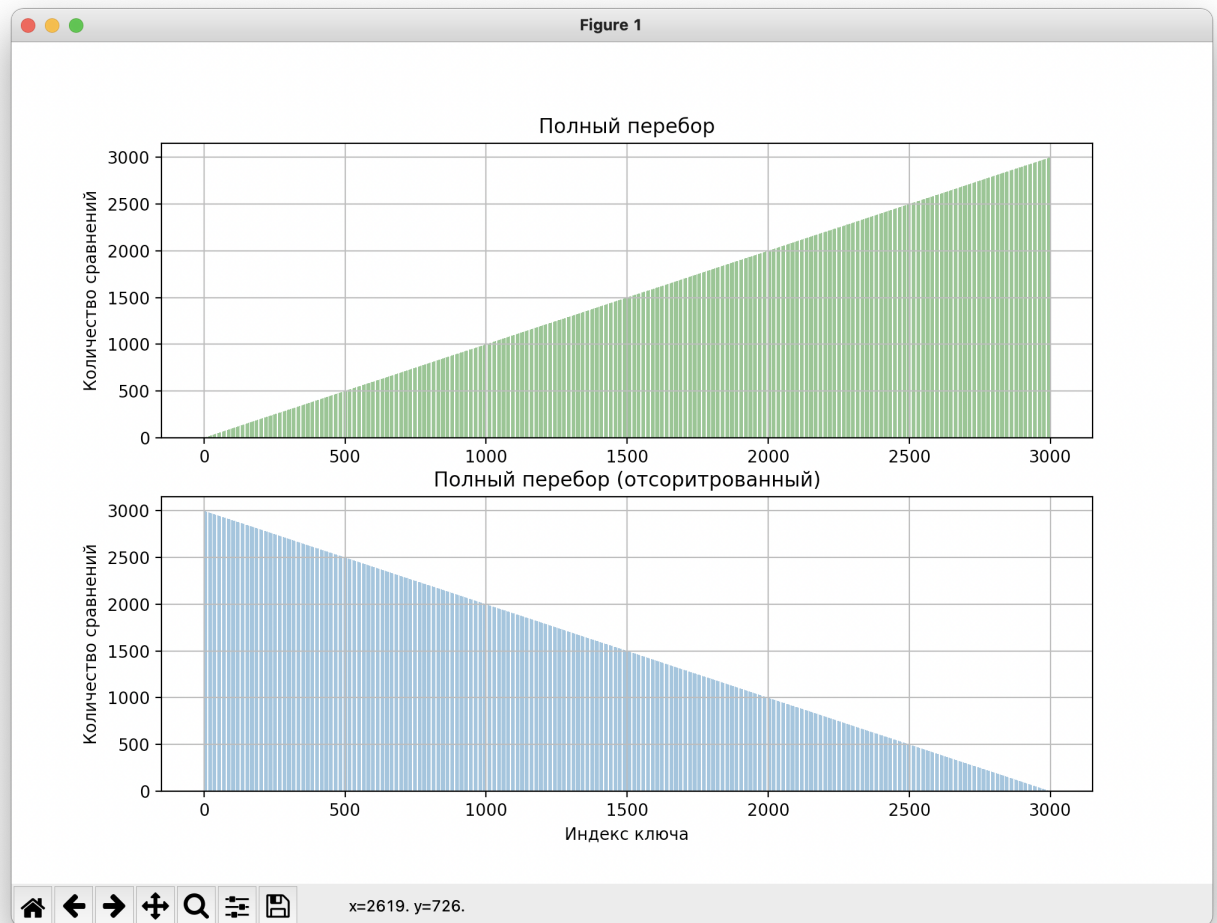 Figure 1
Полный перебор
Количество сравнений
3000
2500
2000
1500
1000
500
0
0 500 1000 1500 2000 2500 3000
Полный перебор (отсоритрованный)
Количество сравнений
3000
2500
2000
1500
1000
500
0
0 500 1000 1500 2000 2500 3000
Индекс ключа
x=2619. y=726.